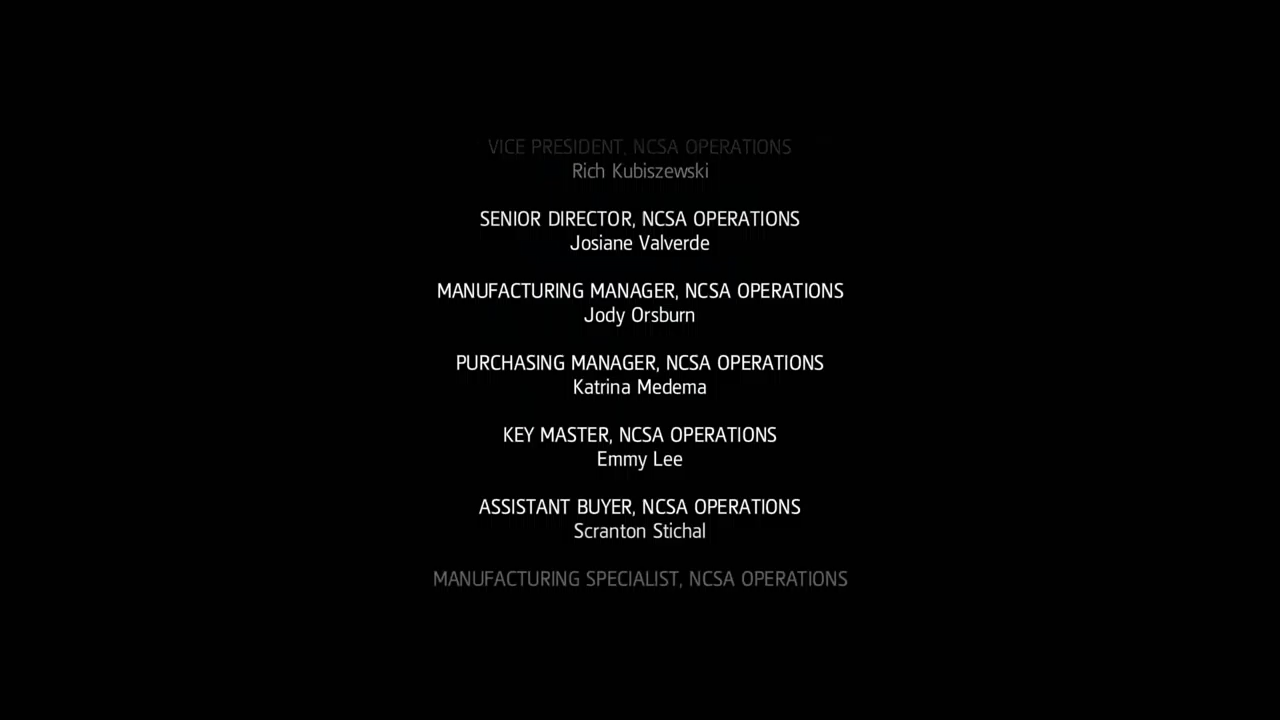 VICE PRESIDENT, NCSA OPERATIONS
Rich Kubiszewski
SENIOR DIRECTOR, NCSA OPERATIONS
Josiane Valverde
MANUFACTURING MANAGER, NCSA OPERATIONS
Jody Orsburn
PURCHASING MANAGER, NCSA OPERATIONS
Katrina Medema
KEY MASTER, NCSA OPERATIONS
Emmy Lee
ASSISTANT BUYER, NCSA OPERATIONS
Scranton Stichal
MANUFACTURING SPECIALIST, NCSA OPERATIONS